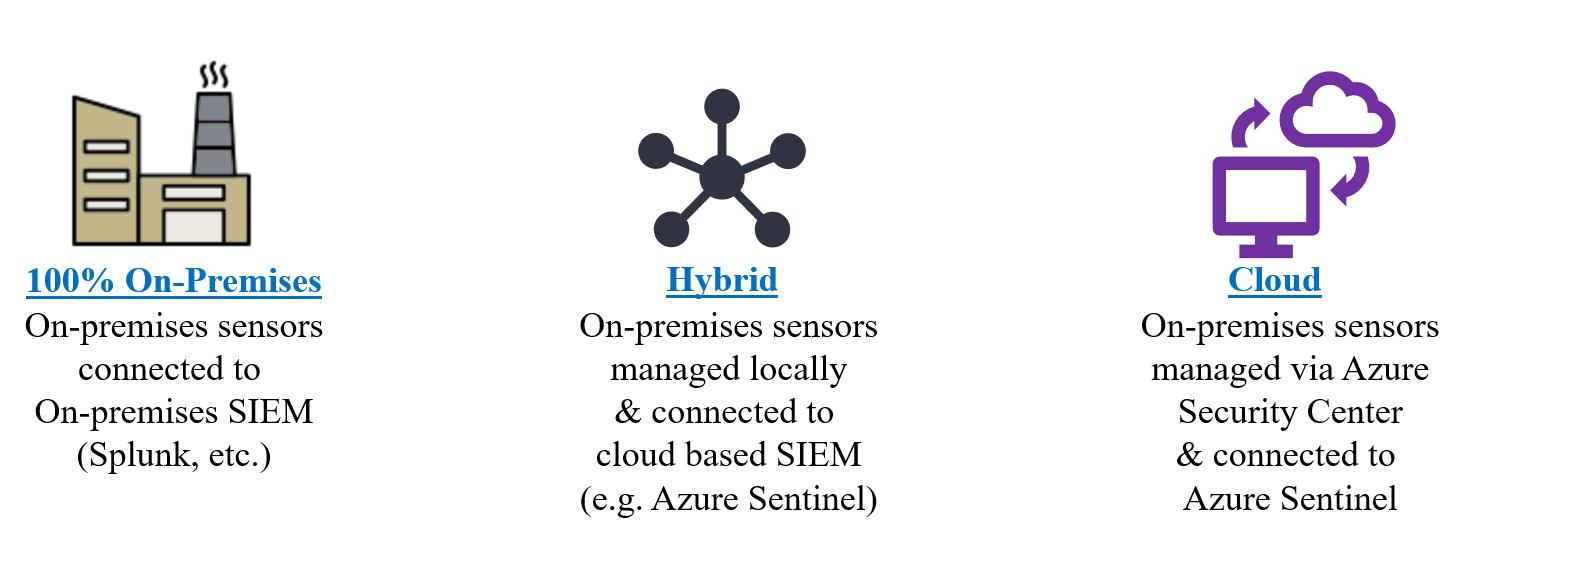 100% On-Premises
On-premises sensors
connected to
On-premises SIEM
(Splunk, etc.)
Hybrid
On-premises sensors
managed locally
& connected to
cloud based SIEM
(e.g. Azure Sentinel)
Cloud
On-premises sensors
managed via Azure
Security Center
& connected to
Azure Sentinel